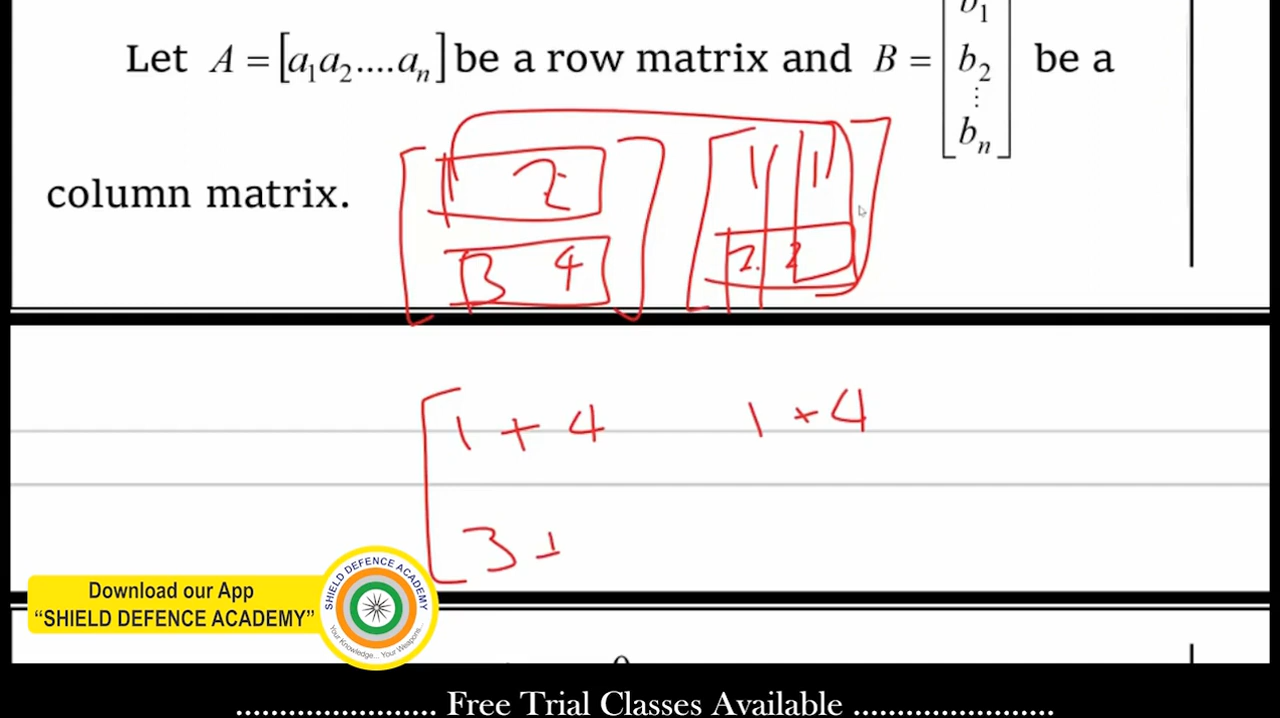 Let A = [a₁a₂....aₙ] be a row matrix and B = [b₁ b₂ ⋮ bₙ] be a
column matrix.
1 2 1 1
3 4 2 2
1 + 4 1 + 4
3 +
SHIELD DEFENCE ACADEMY
Your Knowledge... Your Weapons...
Download our App
“SHIELD DEFENCE ACADEMY”
...................... Free Trial Classes Available ......................